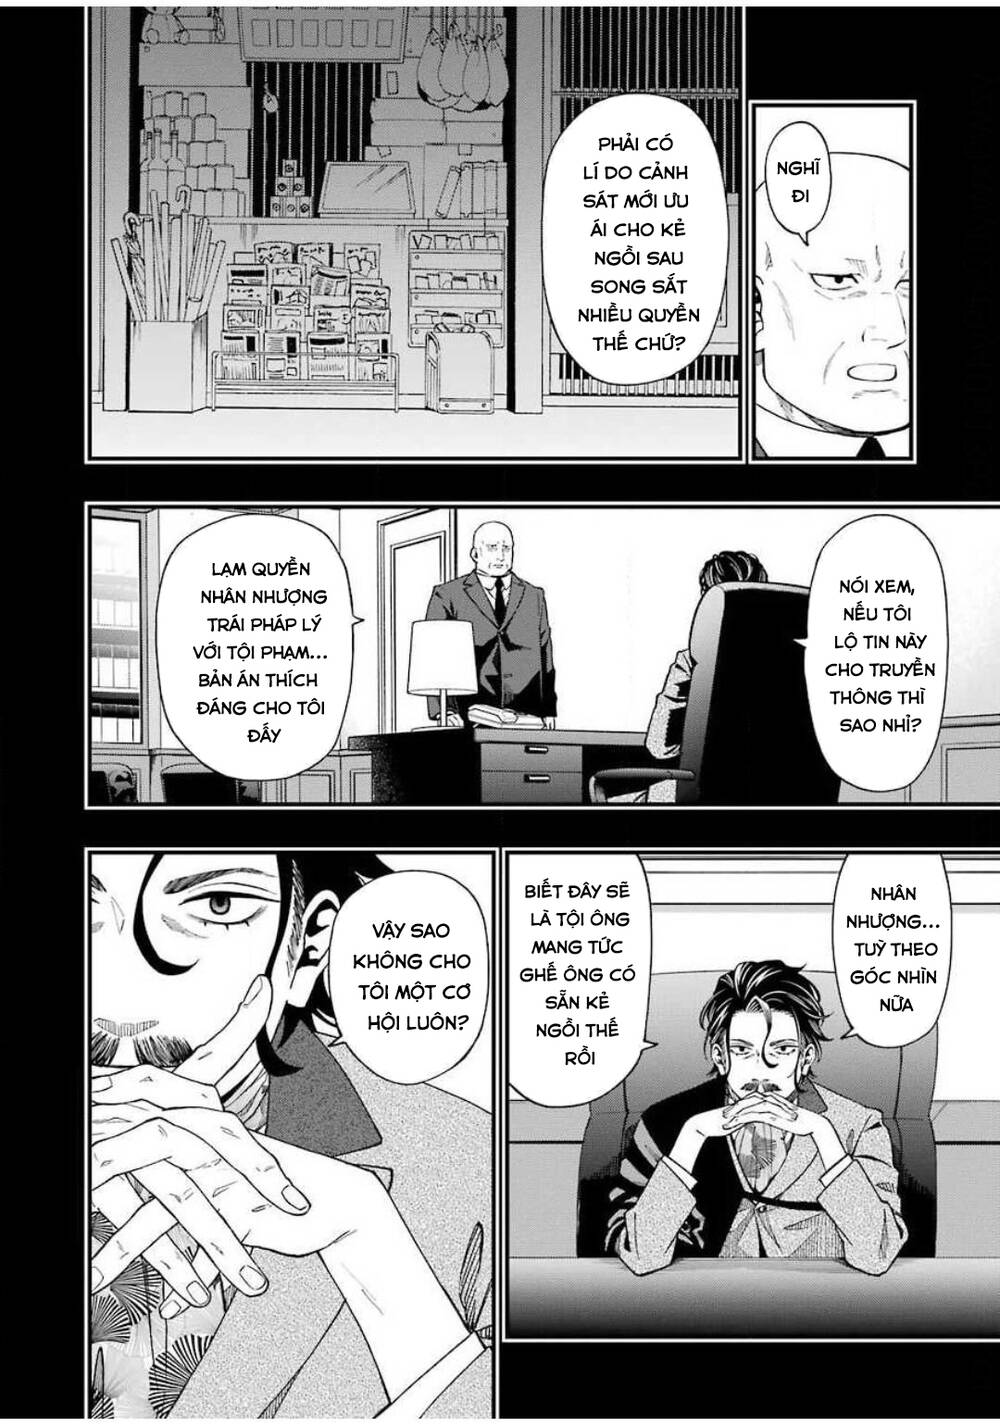 NGHĨ
ĐI
PHẢI CÓ
LÍ DO CẢNH
SÁT MỚI ƯU
ÁI CHO KẺ
NGỒI SAU
SONG SẮT
NHIỀU QUYỀN
THẾ CHỨ?
NÓI XEM,
NẾU TÔI
LỘ TIN NÀY
CHO TRUYỀN
THÔNG THÌ
SAO NHỈ?
LẠM QUYỀN
NHÂN NHƯỢNG
TRÁI PHÁP LÝ
VỚI TỘI PHẠM...
BẢN ÁN THÍCH
ĐÁNG CHO TÔI
ĐẤY
NHÂN
NHƯỢNG...
TUỲ THEO
GÓC NHÌN
NỮA
BIẾT ĐÂY SẼ
LÀ TỘI ÔNG
MANG TỨC
GHẾ ÔNG CÓ
SẴN KẺ
NGỒI THẾ
RỒI
VẬY SAO
KHÔNG CHO
TÔI MỘT CƠ
HỘI LUÔN?